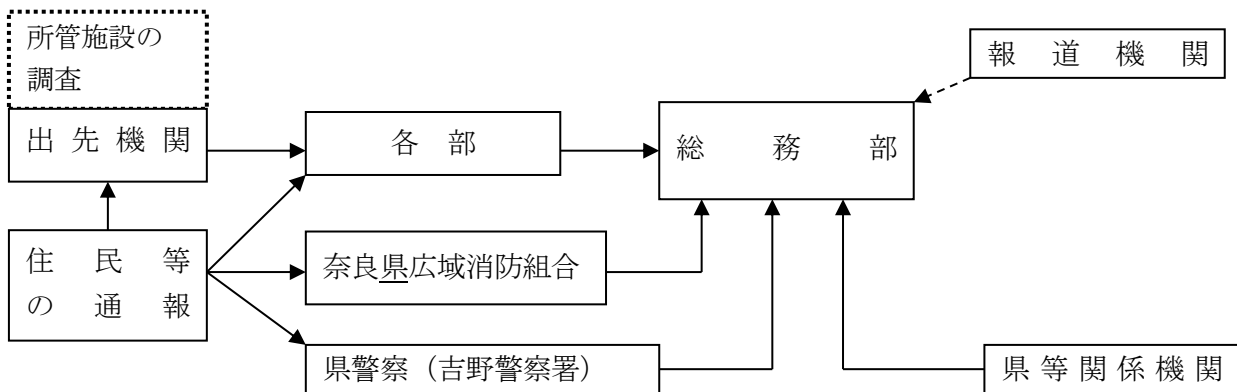 所管施設の
調査
報道機関
出先機関
各部
総務部
住民等
の通報
奈良県広域消防組合
県警察（吉野警察署）
県等関係機関